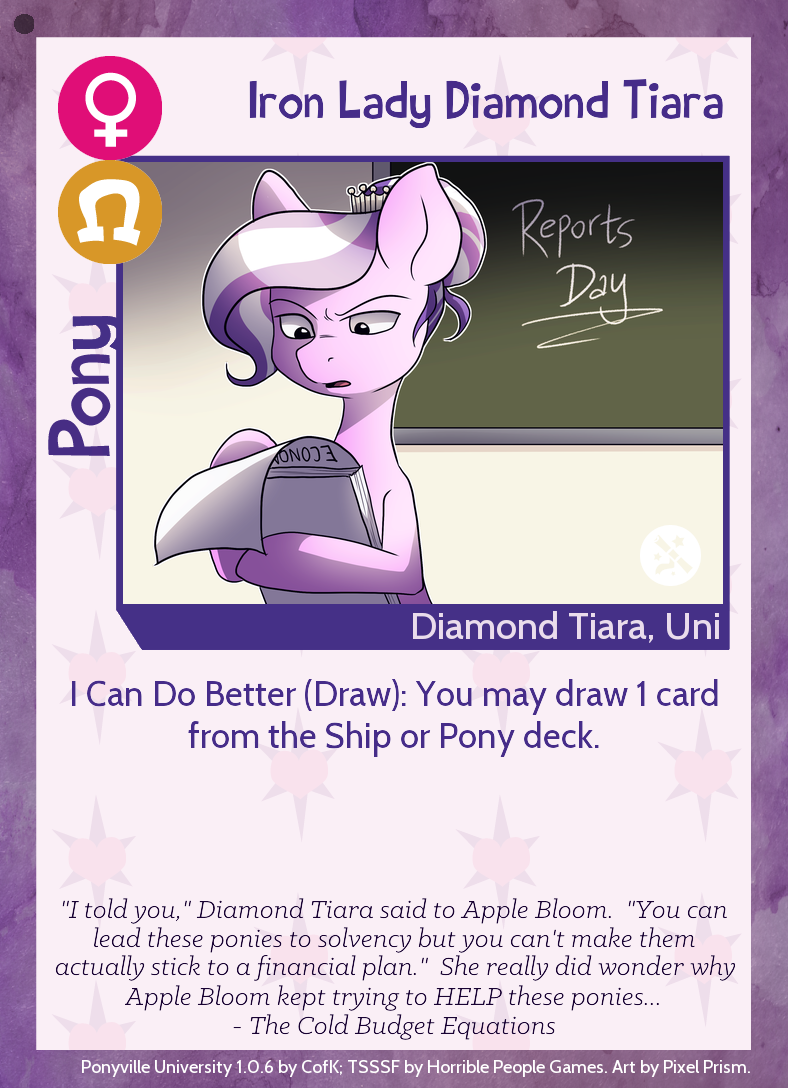 Iron Lady Diamond Tiara
Pony
Reports
Day
ECONO
Diamond Tiara, Uni
I Can Do Better (Draw): You may draw 1 card
from the Ship or Pony deck.
"I told you," Diamond Tiara said to Apple Bloom.  "You can
lead these ponies to solvency but you can't make them
actually stick to a financial plan."  She really did wonder why
Apple Bloom kept trying to HELP these ponies...
- The Cold Budget Equations
Ponyville University 1.0.6 by CofK; TSSSF by Horrible People Games. Art by Pixel Prism.